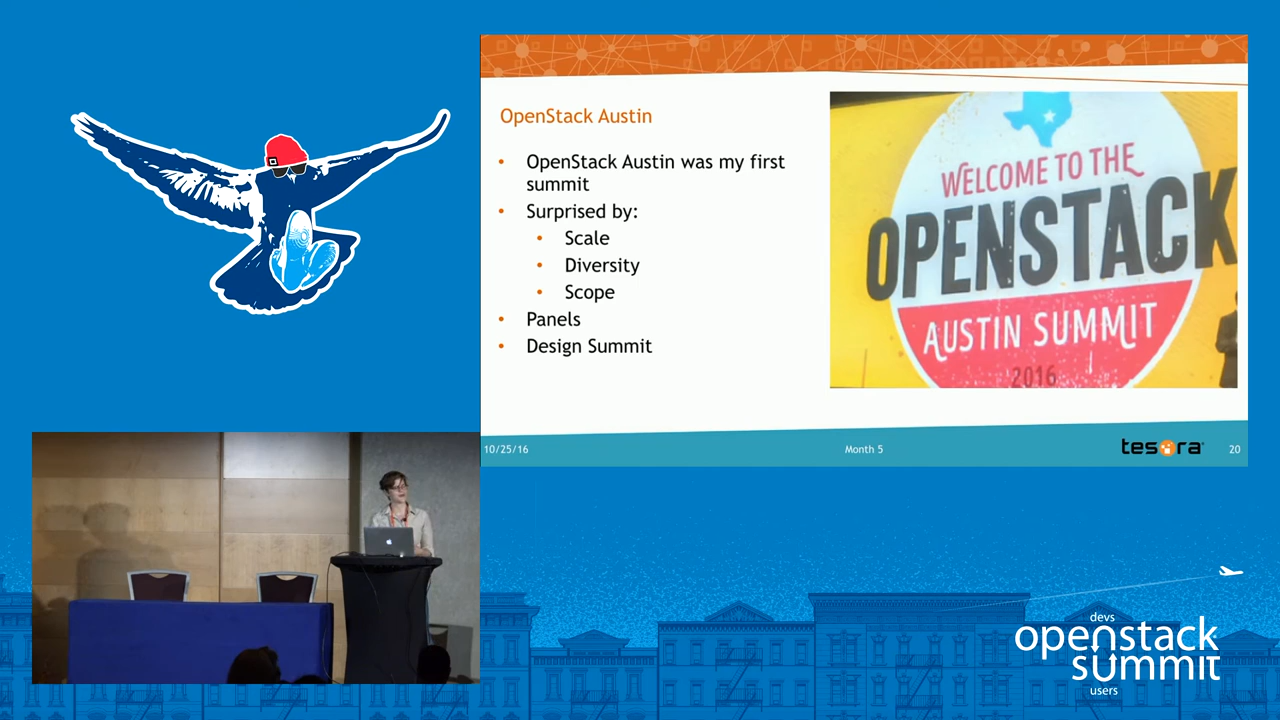 OpenStack Austin
• OpenStack Austin was my first
summit
• Surprised by:
• Scale
• Diversity
• Scope
• Panels
• Design Summit
WELCOME TO THE
OPENSTACK
AUSTIN SUMMIT
2016
10/25/16
Month 5
tesora
20
devs
openstack
summit
users